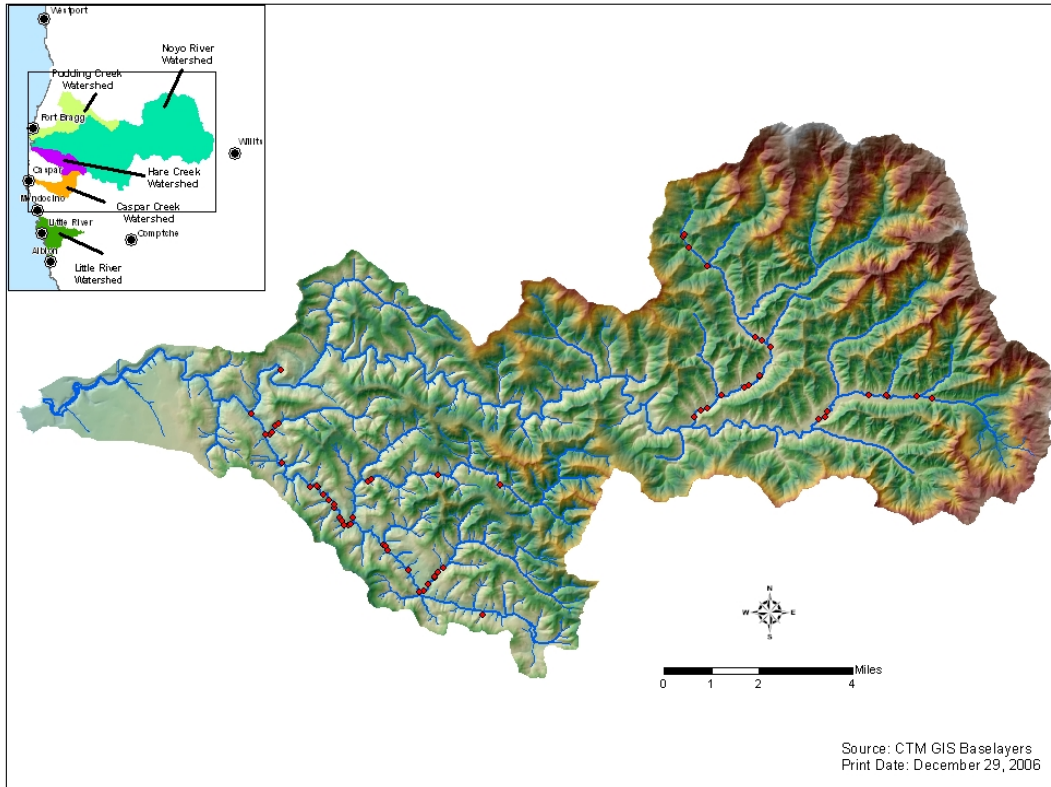 Westport
Noyo River
Watershed
Pudding Creek
Watershed
Fort Bragg
Willits
Caspar
Hare Creek
Watershed
Mendocino
Caspar Creek
Watershed
Little River
Comptche
Albion
Little River
Watershed
N
W
E
S
Miles
0
1
2
4
Source: CTM GIS Baselayers
Print Date: December 29, 2006